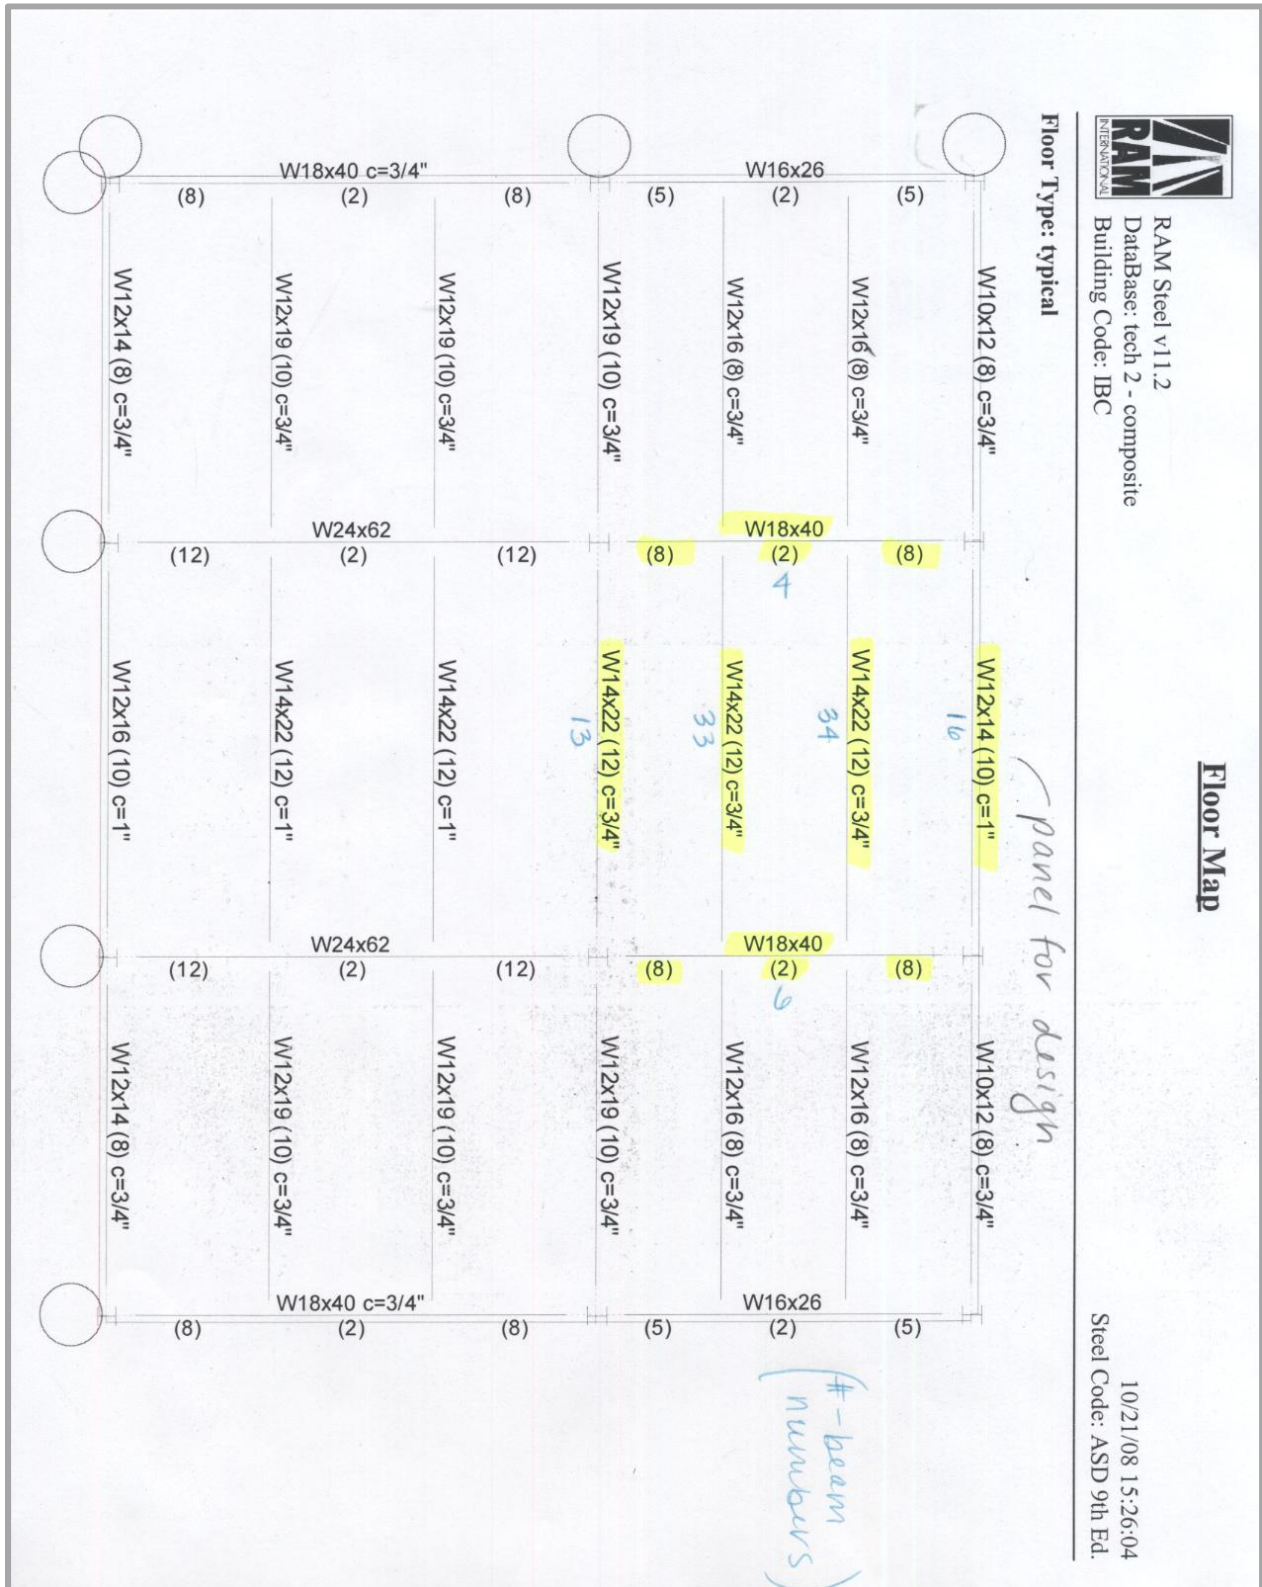 RAM
INTERNATIONAL
RAM Steel v11.2
DataBase: tech 2 - composite
Building Code: IBC
Floor Map
10/21/08 15:26:04
Steel Code: ASD 9th Ed.
Floor Type: typical
panel for design
W10x12 (8) c=3/4"
W12x14 (10) c=1"
16
W10x12 (8) c=3/4"
W16x26
(5)
(2)
(5)
W18x40
(8)
(2)
(8)
4
W18x40
(8)
(2)
(8)
6
W16x26
(5)
(2)
(5)
W12x16 (8) c=3/4"
W14x22 (12) c=3/4"
34
W12x16 (8) c=3/4"
W12x16 (8) c=3/4"
W14x22 (12) c=3/4"
33
W12x16 (8) c=3/4"
W12x19 (10) c=3/4"
W14x22 (12) c=3/4"
13
W12x19 (10) c=3/4"
W18x40 c=3/4"
(8)
(2)
(8)
W24x62
(12)
(2)
(12)
W24x62
(12)
(2)
(12)
W18x40 c=3/4"
(8)
(2)
(8)
W12x19 (10) c=3/4"
W14x22 (12) c=1"
W12x19 (10) c=3/4"
W12x19 (10) c=3/4"
W14x22 (12) c=1"
W12x19 (10) c=3/4"
W12x14 (8) c=3/4"
W12x16 (10) c=1"
W12x14 (8) c=3/4"
(#-beam
numbers)